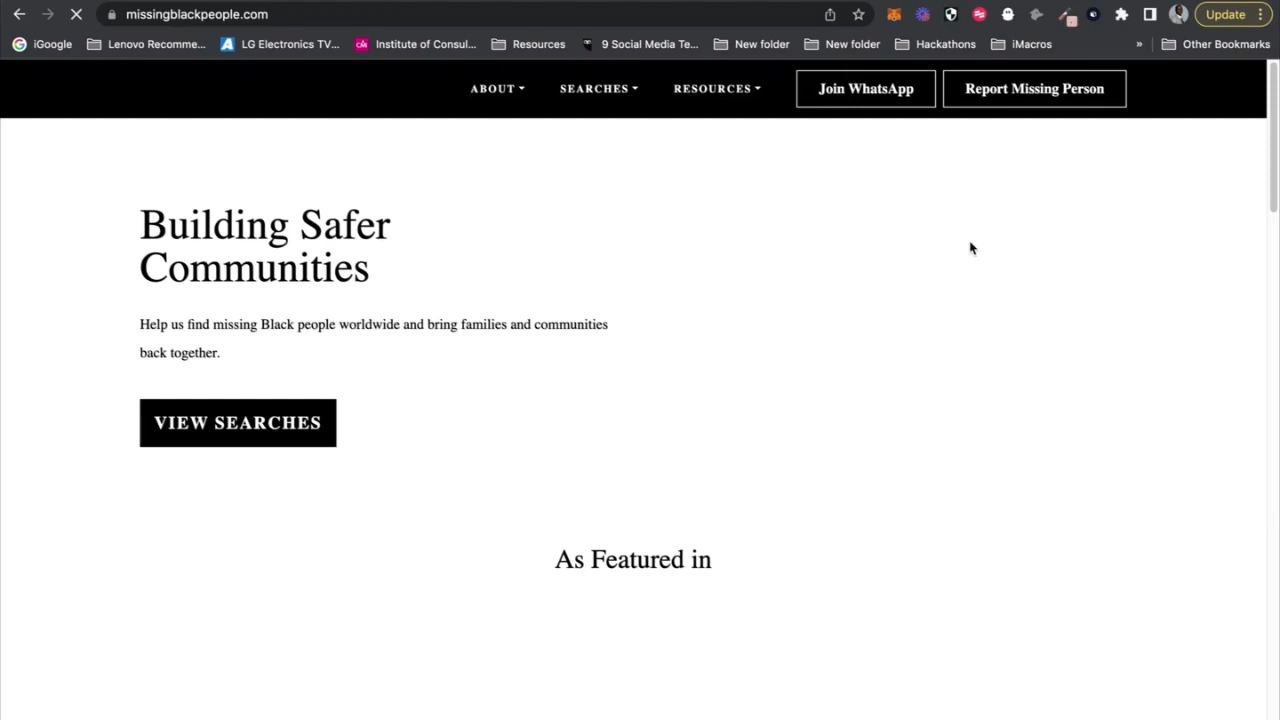 missingblackpeople.com
Update
iGoogle
Lenovo Recomme...
LG Electronics TV...
Institute of Consul...
Resources
9 Social Media Te...
New folder
New folder
Hackathons
iMacros
»
Other Bookmarks
ABOUT
SEARCHES
RESOURCES
Join WhatsApp
Report Missing Person
Building Safer
Communities
Help us find missing Black people worldwide and bring families and communities
back together.
VIEW SEARCHES
As Featured in